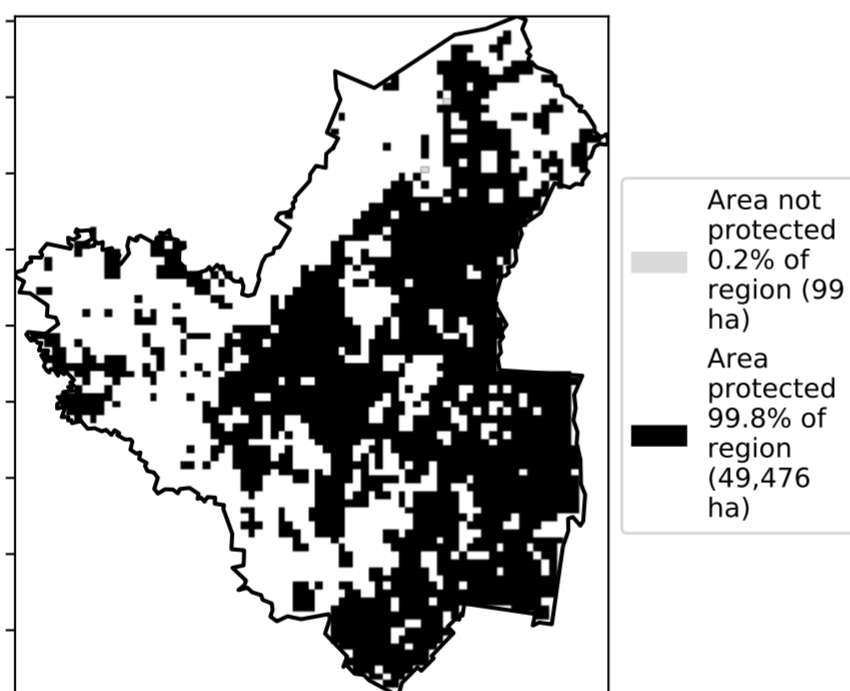 Area not
protected
0.2% of
region (99
ha)
Area
protected
99.8% of
region
(49,476
ha)